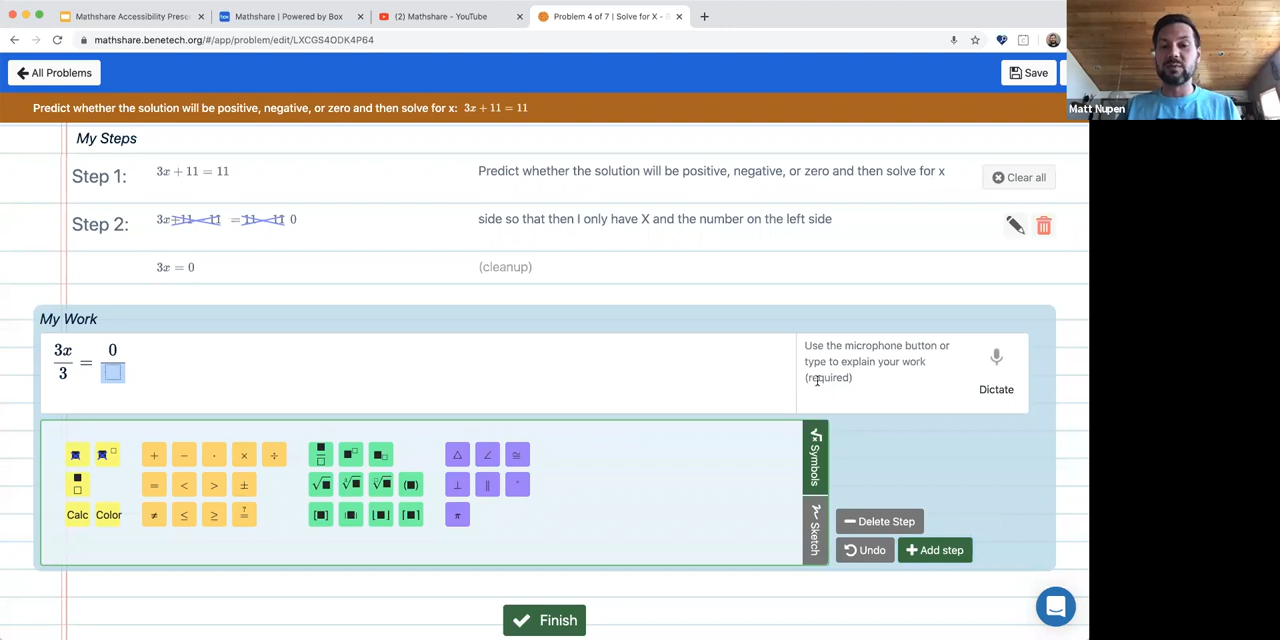 Mathshare Accessibility Prese
Mathshare | Powered by Box
(2) Mathshare - YouTube
Problem 4 of 7 | Solve for X -
mathshare.benetech.org/#/app/problem/edit/LXCGS4ODK4P64
All Problems
Save
Matt Nupen
Predict whether the solution will be positive, negative, or zero and then solve for x: 3x + 11 = 11
My Steps
Step 1:
3x + 11 = 11
Predict whether the solution will be positive, negative, or zero and then solve for x
Clear all
Step 2:
3x+11 − 11 = 11 − 11 0
side so that then I only have X and the number on the left side
3x = 0
(cleanup)
My Work
3x/3 = 0/
Use the microphone button or
type to explain your work
(required)
Dictate
+ − · × ÷
= < > ±
≠ ≤ ≥ ≟
√ ∛
△ ∠ ≅
⊥ ∥ °
π
Calc Color
Symbols
Sketch
Delete Step
Undo
Add step
Finish